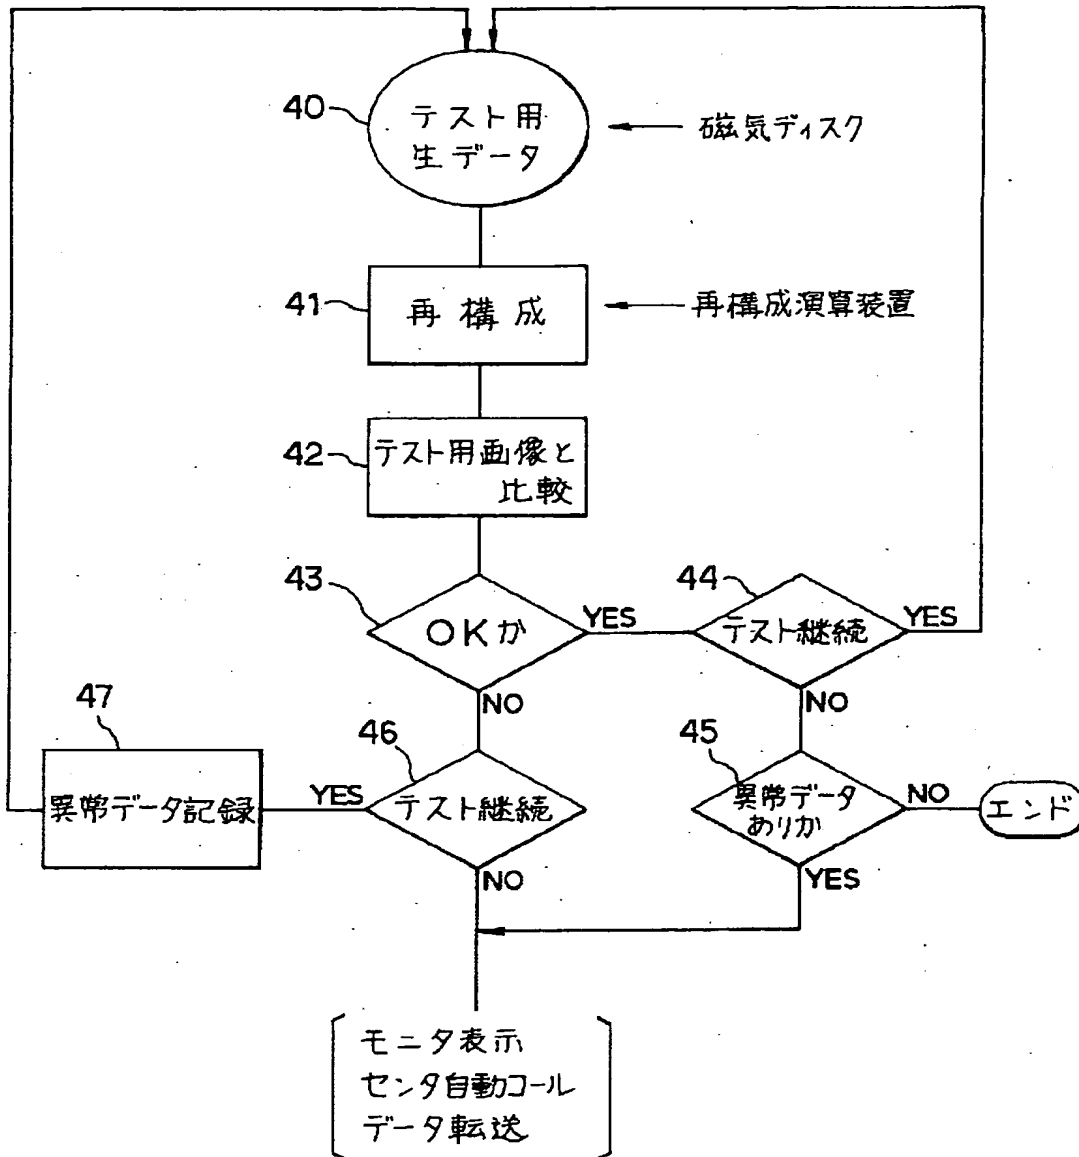 40
テスト用
生データ
磁気ディスク
41
再構成
再構成演算装置
42
テスト用画像と
比較
43
OKか
YES
44
テスト継続
YES
NO
NO
47
異常データ記録
YES
46
テスト継続
NO
45
異常データ
ありか
NO
エンド
YES
モニタ表示
センタ自動コール
データ転送